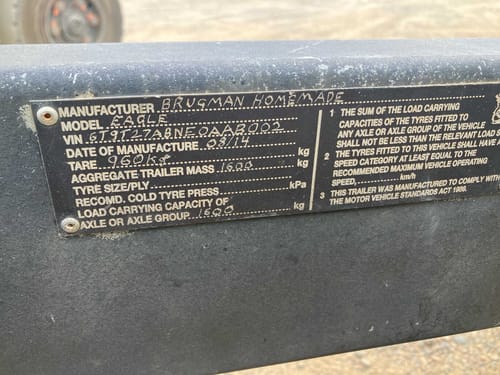 MANUFACTURER BRUGMAN HOMEMADE
MODEL EAGLE
VIN 6T9T27ABNE0AAB002
DATE OF MANUFACTURE 03/14
TARE 960KG kg
AGGREGATE TRAILER MASS 1600 kg
TYRE SIZE/PLY
RECOMD. COLD TYRE PRESS kPa
LOAD CARRYING CAPACITY OF
AXLE OR AXLE GROUP 1600 kg
1 THE SUM OF THE LOAD CARRYING
CAPACITIES OF THE TYRES FITTED TO
ANY AXLE OR AXLE GROUP OF THE VEHICLE
SHALL NOT BE LESS THAN THE RELEVANT LOAD
2 THE TYRES FITTED TO THIS VEHICLE SHALL HAVE A
SPEED CATEGORY AT LEAST EQUAL TO THE
RECOMMENDED MAXIMUM VEHICLE OPERATING
SPEED, km/h
3 THIS TRAILER WAS MANUFACTURED TO COMPLY WITH
THE MOTOR VEHICLE STANDARDS ACT 1989.